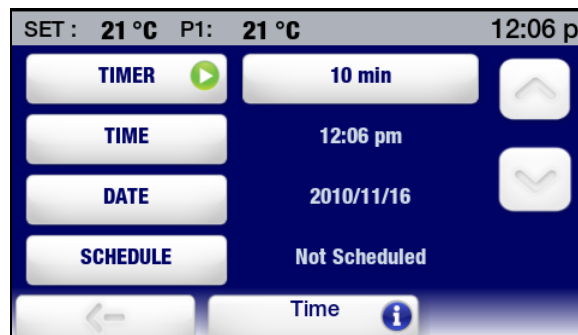 SET : 21 °C P1: 21 °C 12:06 p
TIMER 10 min
TIME 12:06 pm
DATE 2010/11/16
SCHEDULE Not Scheduled
Time i